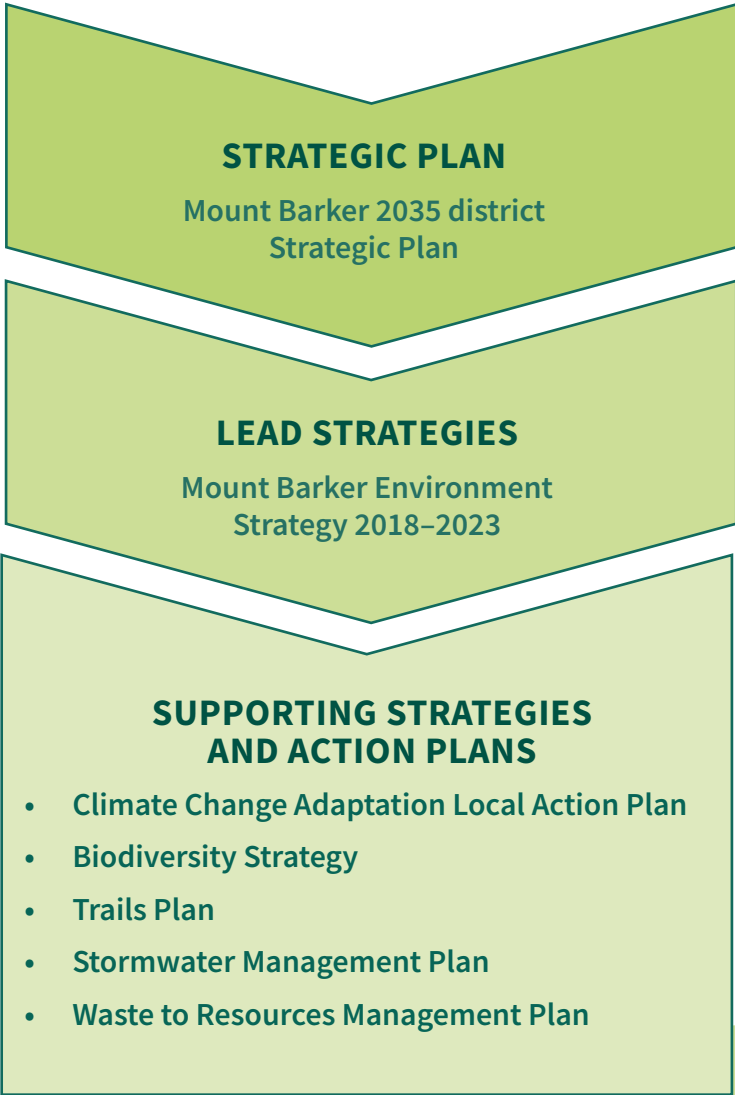 STRATEGIC PLAN
Mount Barker 2035 district
Strategic Plan
LEAD STRATEGIES
Mount Barker Environment
Strategy 2018–2023
SUPPORTING STRATEGIES
AND ACTION PLANS
• Climate Change Adaptation Local Action Plan
• Biodiversity Strategy
• Trails Plan
• Stormwater Management Plan
• Waste to Resources Management Plan